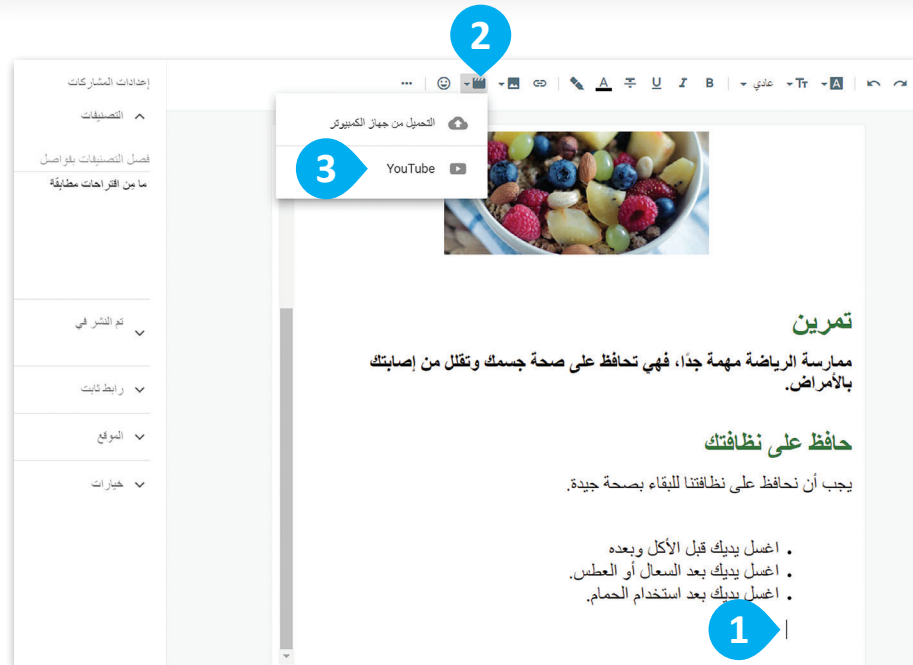 2
إعدادات المشاركات
التصنيفات
فصل التصنيفات بفواصل
ما مِن اقتراحات مطابقة
تم النشر في
رابط ثابت
الموقع
خيارات
A Tт عادي B I U T A
التحميل من جهاز الكمبيوتر
3
YouTube
تمرين
ممارسة الرياضة مهمة جدًا، فهي تحافظ على صحة جسمك وتقلل من إصابتك
بالأمراض.
حافظ على نظافتك
يجب أن نحافظ على نظافتنا للبقاء بصحة جيدة.
• اغسل يديك قبل الأكل وبعده
• اغسل يديك بعد السعال أو العطس.
• اغسل يديك بعد استخدام الحمام.
1